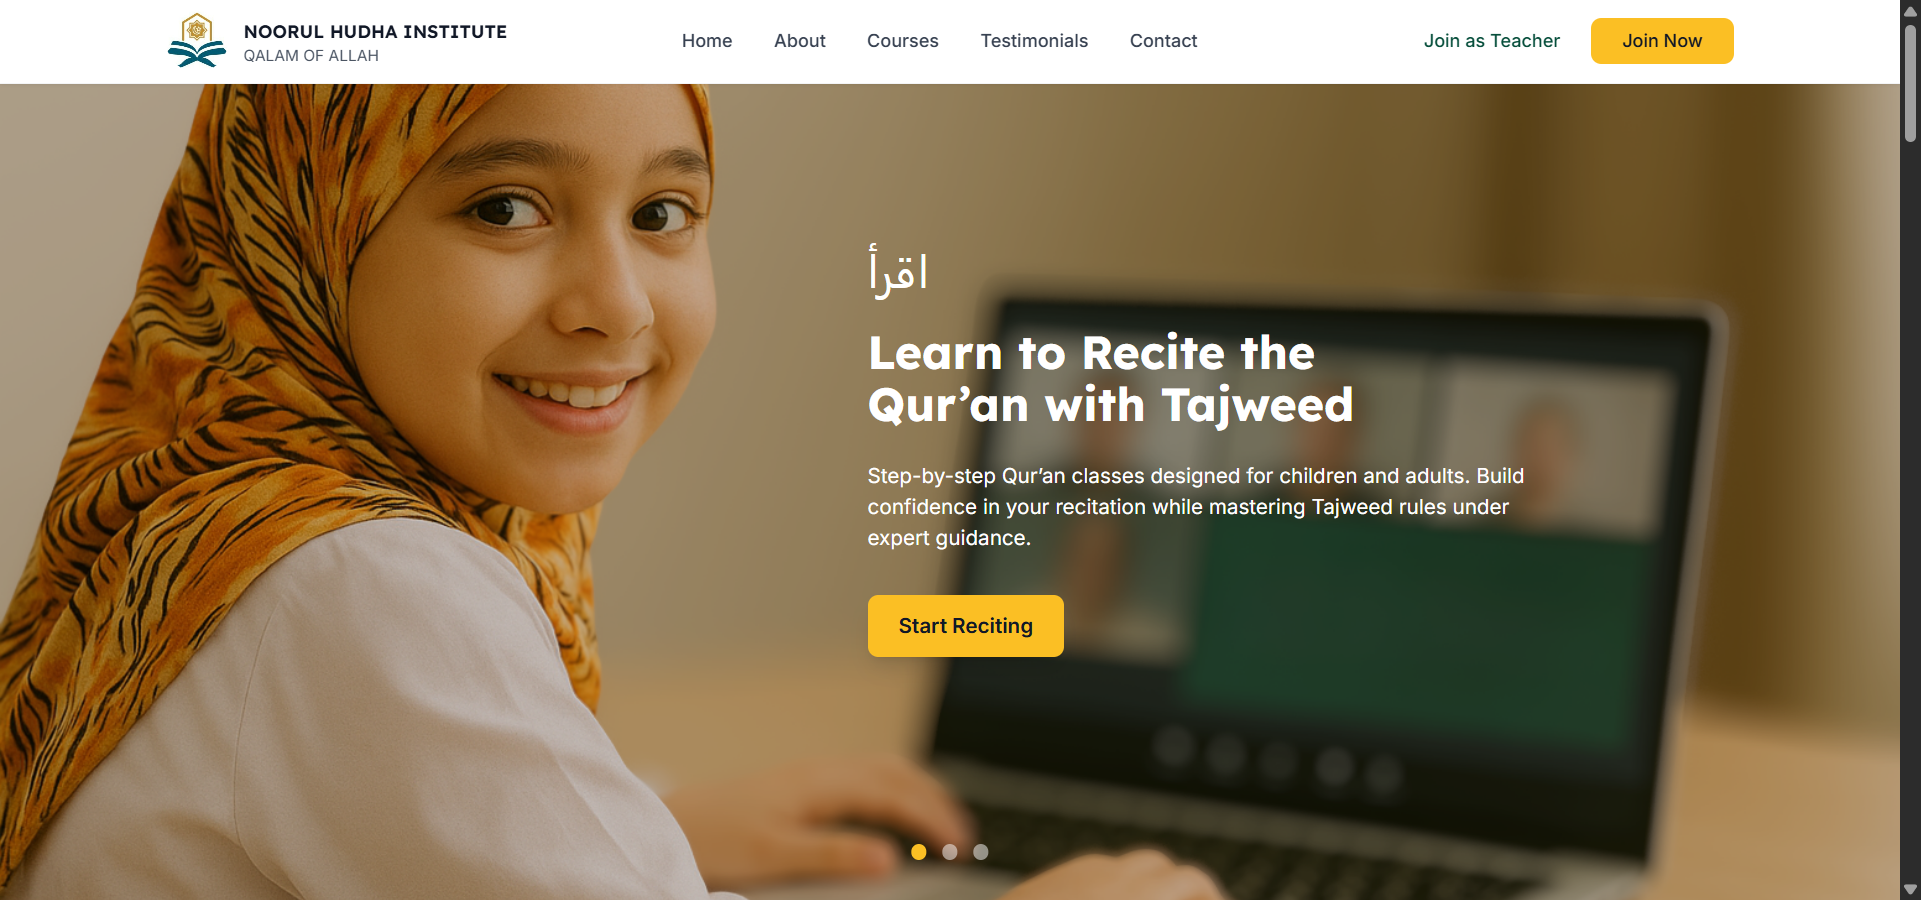 NOORUL HUDHA INSTITUTE
QALAM OF ALLAH
Home
About
Courses
Testimonials
Contact
Join as Teacher
Join Now
اقرأ
Learn to Recite the
Qur’an with Tajweed
Step-by-step Qur’an classes designed for children and adults. Build
confidence in your recitation while mastering Tajweed rules under
expert guidance.
Start Reciting